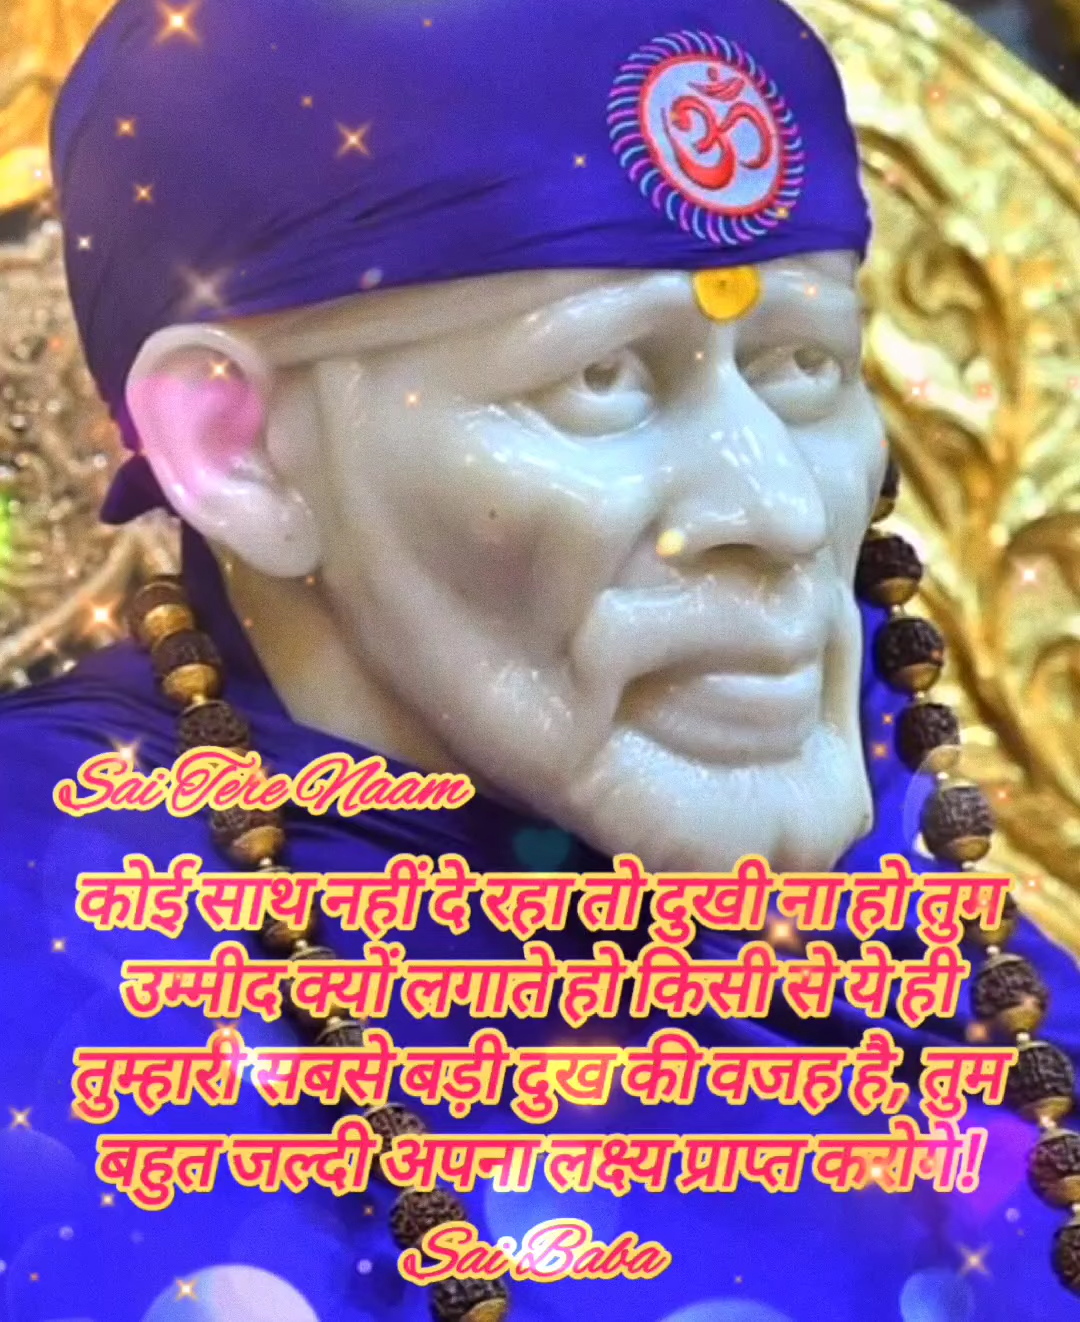 ॐ
Sai Tere Naam
कोई साथ नहीं दे रहा तो दुखी ना हो तुम
उम्मीद क्यों लगाते हो किसी से ये ही
तुम्हारी सबसे बड़ी दुख की वजह है, तुम
बहुत जल्दी अपना लक्ष्य प्राप्त करोगे!
Sai Baba